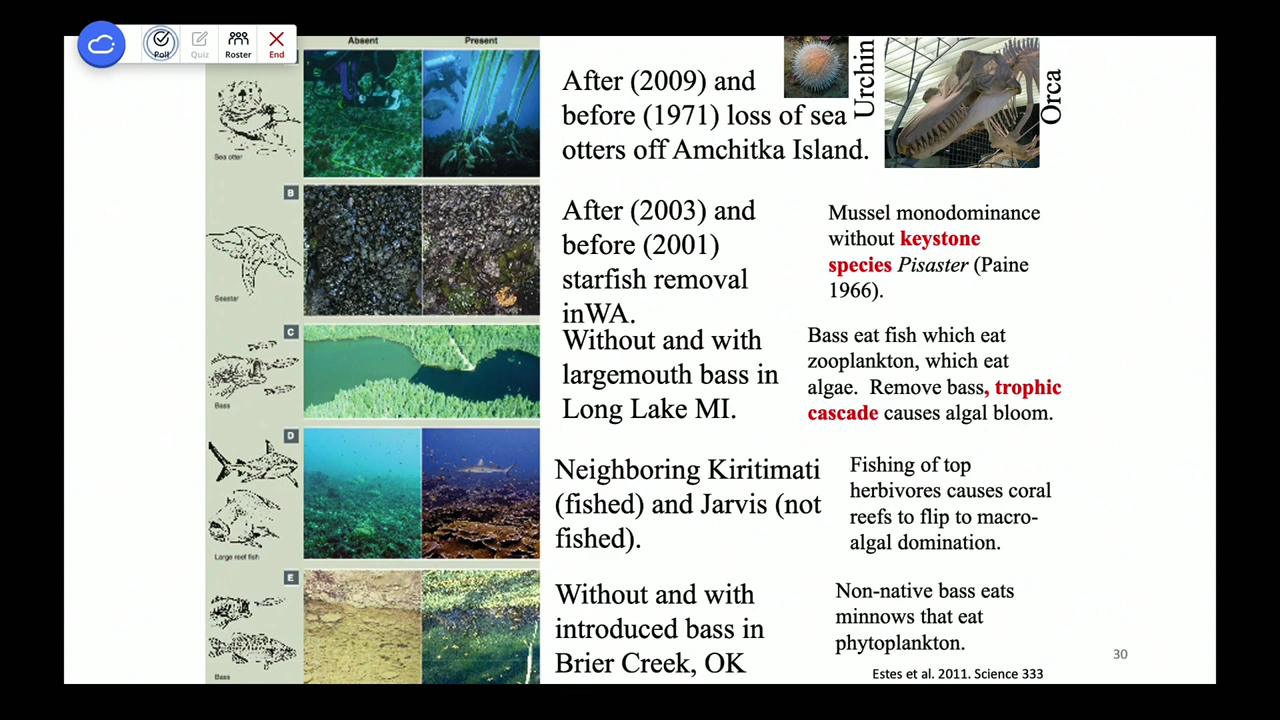 Poll
Quiz
Roster
End
Absent
Present
Sea otter
After (2009) and
before (1971) loss of sea
otters off Amchitka Island.
Urchin
Orca
B
Seastar
After (2003) and
before (2001)
starfish removal
inWA.
Mussel monodominance
without keystone
species Pisaster (Paine
1966).
C
Bass
Without and with
largemouth bass in
Long Lake MI.
Bass eat fish which eat
zooplankton, which eat
algae. Remove bass, trophic
cascade causes algal bloom.
D
Large reef fish
Neighboring Kiritimati
(fished) and Jarvis (not
fished).
Fishing of top
herbivores causes coral
reefs to flip to macro-
algal domination.
E
Bass
Without and with
introduced bass in
Brier Creek, OK
Non-native bass eats
minnows that eat
phytoplankton.
30
Estes et al. 2011. Science 333